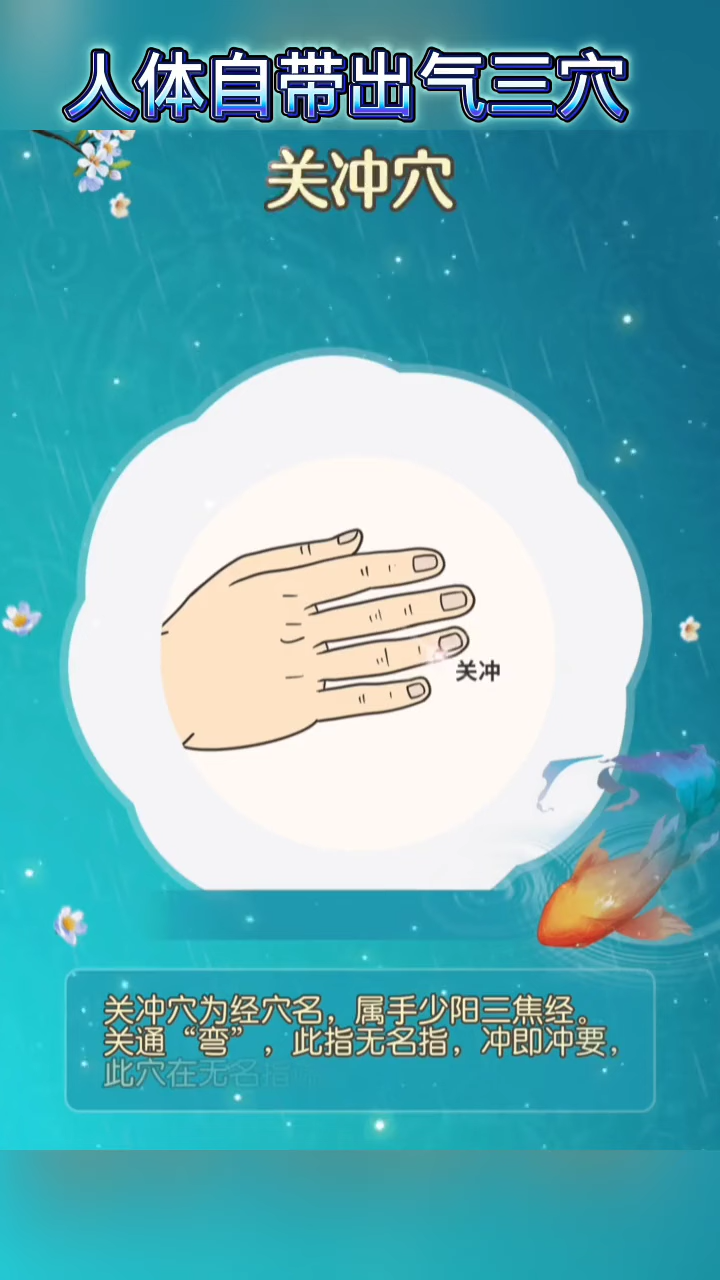 人体自带出气三穴
关冲穴
关冲
关冲穴为经穴名，属手少阳三焦经。
关通“弯”，此指无名指，冲即冲要，
此穴在无名指